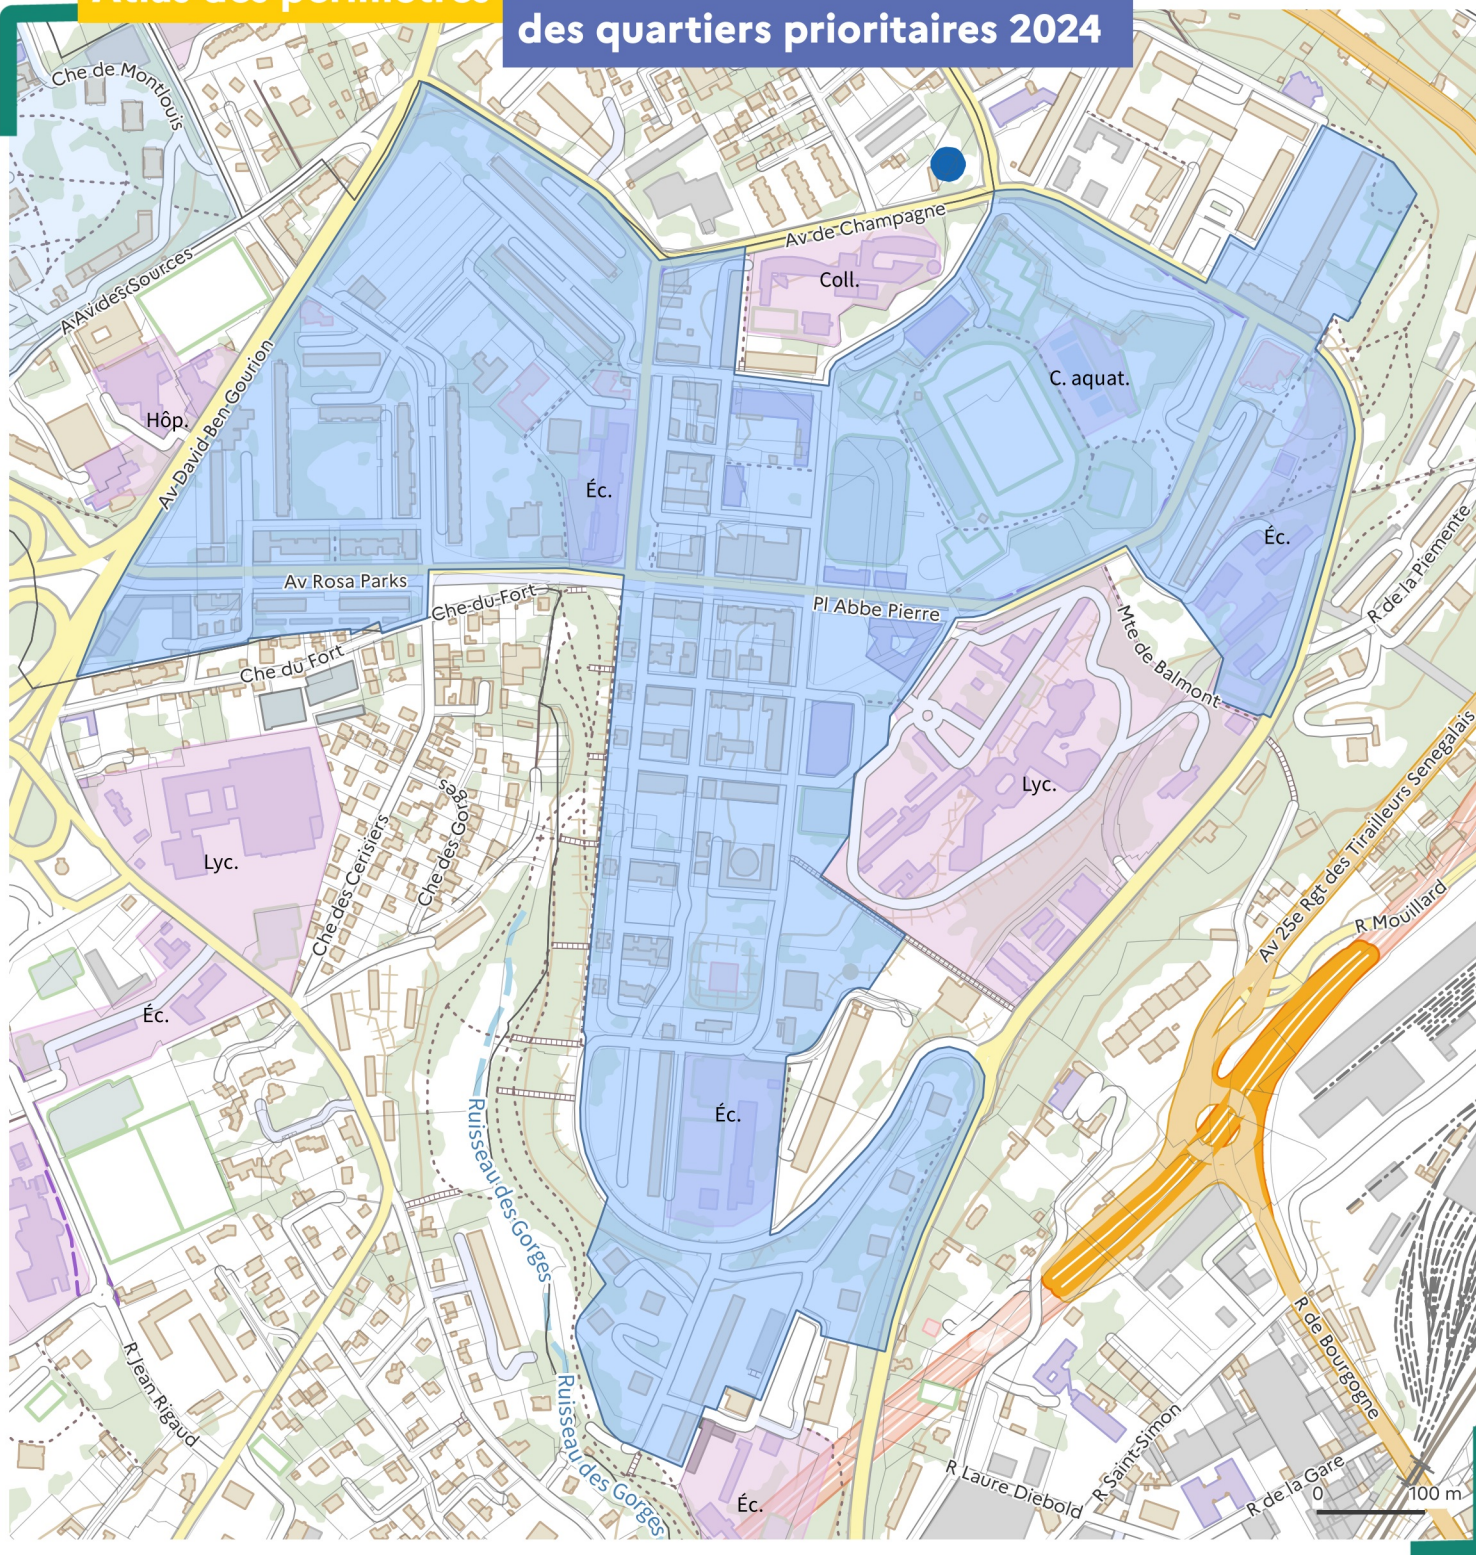 Atlas des périmètres
des quartiers prioritaires 2024
Che de Montlouis
Av de Champagne
Coll.
Av des Sources
C. aquat.
Hôp.
Av David Ben Gourion
Éc.
Éc.
Av Rosa Parks
Che du Fort
Pl Abbe Pierre
R de la Piemente
Che du Fort
Mte de Balmont
Lyc.
Che des Gorges
Lyc.
Che des Cerisiers
Av 25e Rgt des Tirailleurs Senegalais
R Mouillard
Éc.
Éc.
Ruisseau des Gorges
R de Bourgogne
R Jean Rigaud
Ruisseau des Gorges
R Saint-Simon
R Laure Diebold
R de la Gare
Éc.
0 100 m